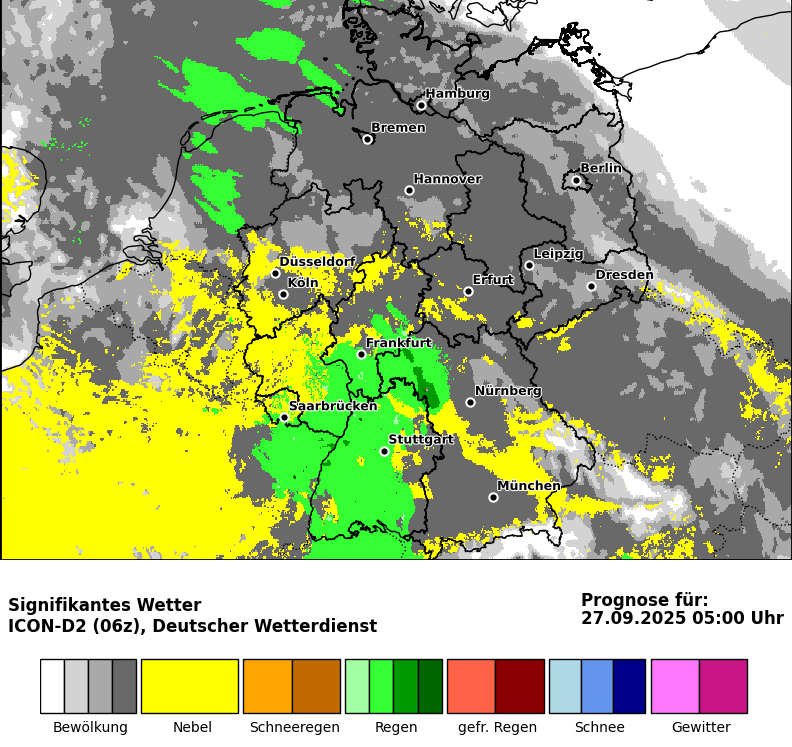 Hamburg
Bremen
Berlin
Hannover
Leipzig
Düsseldorf
Dresden
Köln
Erfurt
Frankfurt
Nürnberg
Saarbrücken
Stuttgart
München
Signifikantes Wetter
ICON-D2 (06z), Deutscher Wetterdienst
Prognose für:
27.09.2025 05:00 Uhr
Bewölkung
Nebel
Schneeregen
Regen
gefr. Regen
Schnee
Gewitter